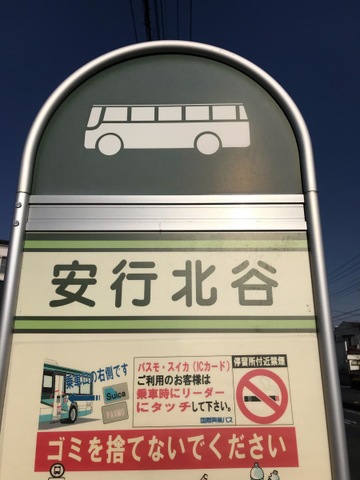 安行北谷
乗車口の右側です
Suica
PASMO
パスモ・スイカ(ICカード)
ご利用のお客様は
乗車時にリーダー
にタッチして下さい。
国際興業バス
停留所付近禁煙
ゴミを捨てないでください